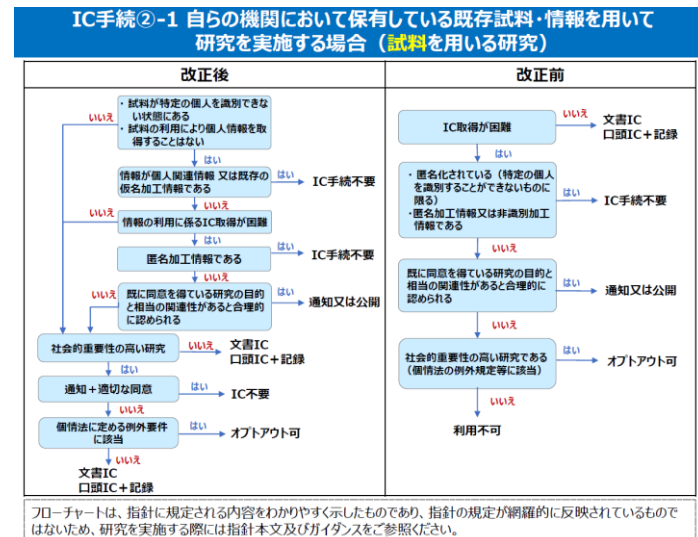 IC手続②-1 自らの機関において保有している既存試料・情報を用いて
研究を実施する場合（試料を用いる研究）
改正後
・試料が特定の個人を識別できな
い状態にある
・試料の利用により個人情報を取
得することはない
いいえ
はい
情報が個人関連情報 又は既存の
仮名加工情報である
はい
IC手続不要
いいえ
情報の利用に係るIC取得が困難
いいえ
はい
匿名加工情報である
はい
IC手続不要
いいえ
既に同意を得ている研究の目的
と相当の関連性があると合理的
に認められる
はい
通知又は公開
いいえ
社会的重要性の高い研究
いいえ
文書IC
口頭IC+記録
はい
通知+適切な同意
はい
IC不要
いいえ
個情法に定める例外要件
に該当
はい
オプトアウト可
いいえ
文書IC
口頭IC+記録
改正前
IC取得が困難
いいえ
文書IC
口頭IC+記録
はい
・ 匿名化されている（特定の個人
を識別することができないものに
限る）
・匿名加工情報又は非識別加工
情報である
はい
IC手続不要
いいえ
既に同意を得ている研究の目的と
相当の関連性があると合理的に
認められる
はい
通知又は公開
いいえ
社会的重要性の高い研究である
（個情法の例外規定等に該当）
はい
オプトアウト可
いいえ
利用不可
フローチャートは、指針に規定される内容をわかりやすく示したものであり、指針の規定が網羅的に反映されているもので
はないため、研究を実施する際には指針本文及びガイダンスをご参照ください。